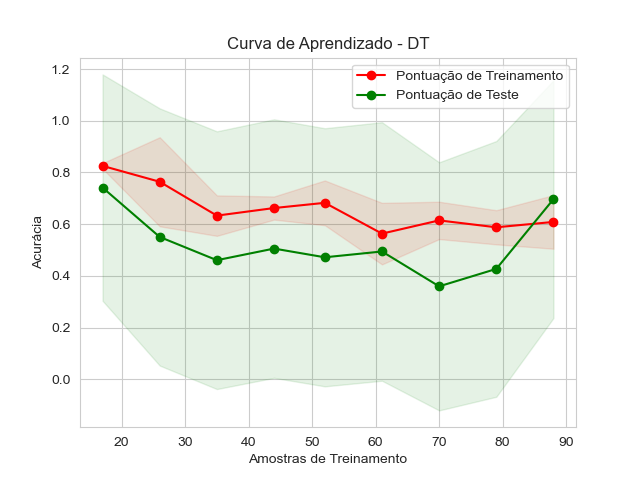 Curva de Aprendizado - DT
Pontuação de Treinamento
Pontuação de Teste
Acurácia
1.2
1.0
0.8
0.6
0.4
0.2
0.0
20 30 40 50 60 70 80 90
Amostras de Treinamento